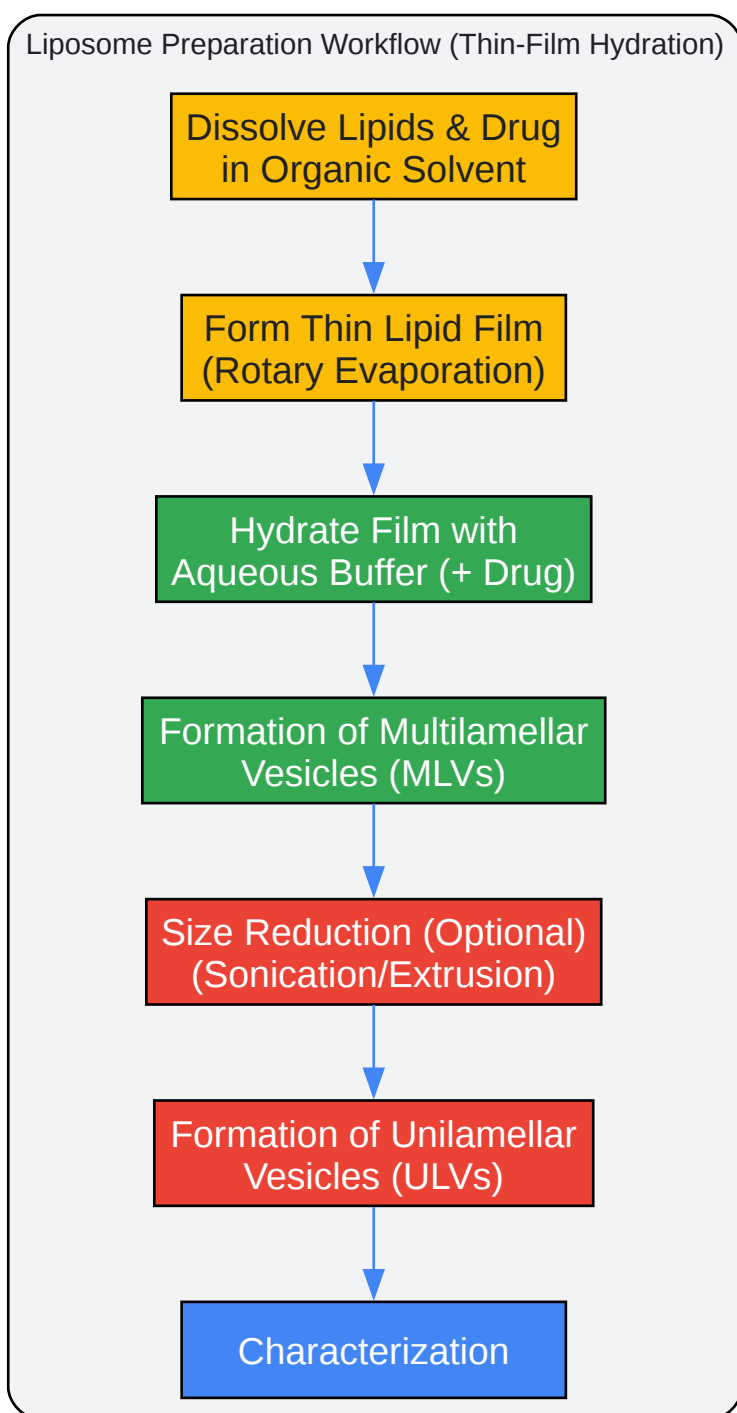 Liposome Preparation Workflow (Thin-Film Hydration)
Dissolve Lipids & Drug
in Organic Solvent
Form Thin Lipid Film
(Rotary Evaporation)
Hydrate Film with
Aqueous Buffer (+ Drug)
Formation of Multilamellar
Vesicles (MLVs)
Size Reduction (Optional)
(Sonication/Extrusion)
Formation of Unilamellar
Vesicles (ULVs)
Characterization